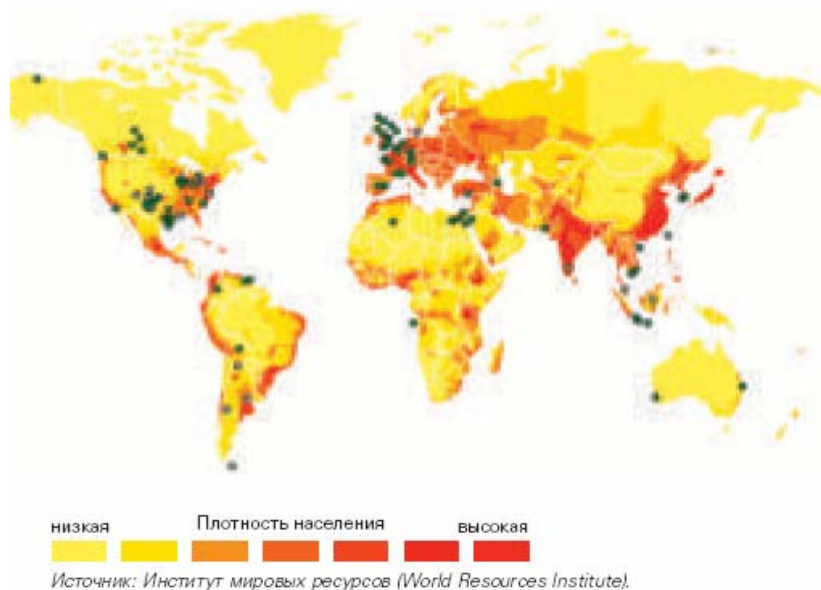 низкая Плотность населения высокая
Источник: Институт мировых ресурсов (World Resources Institute).